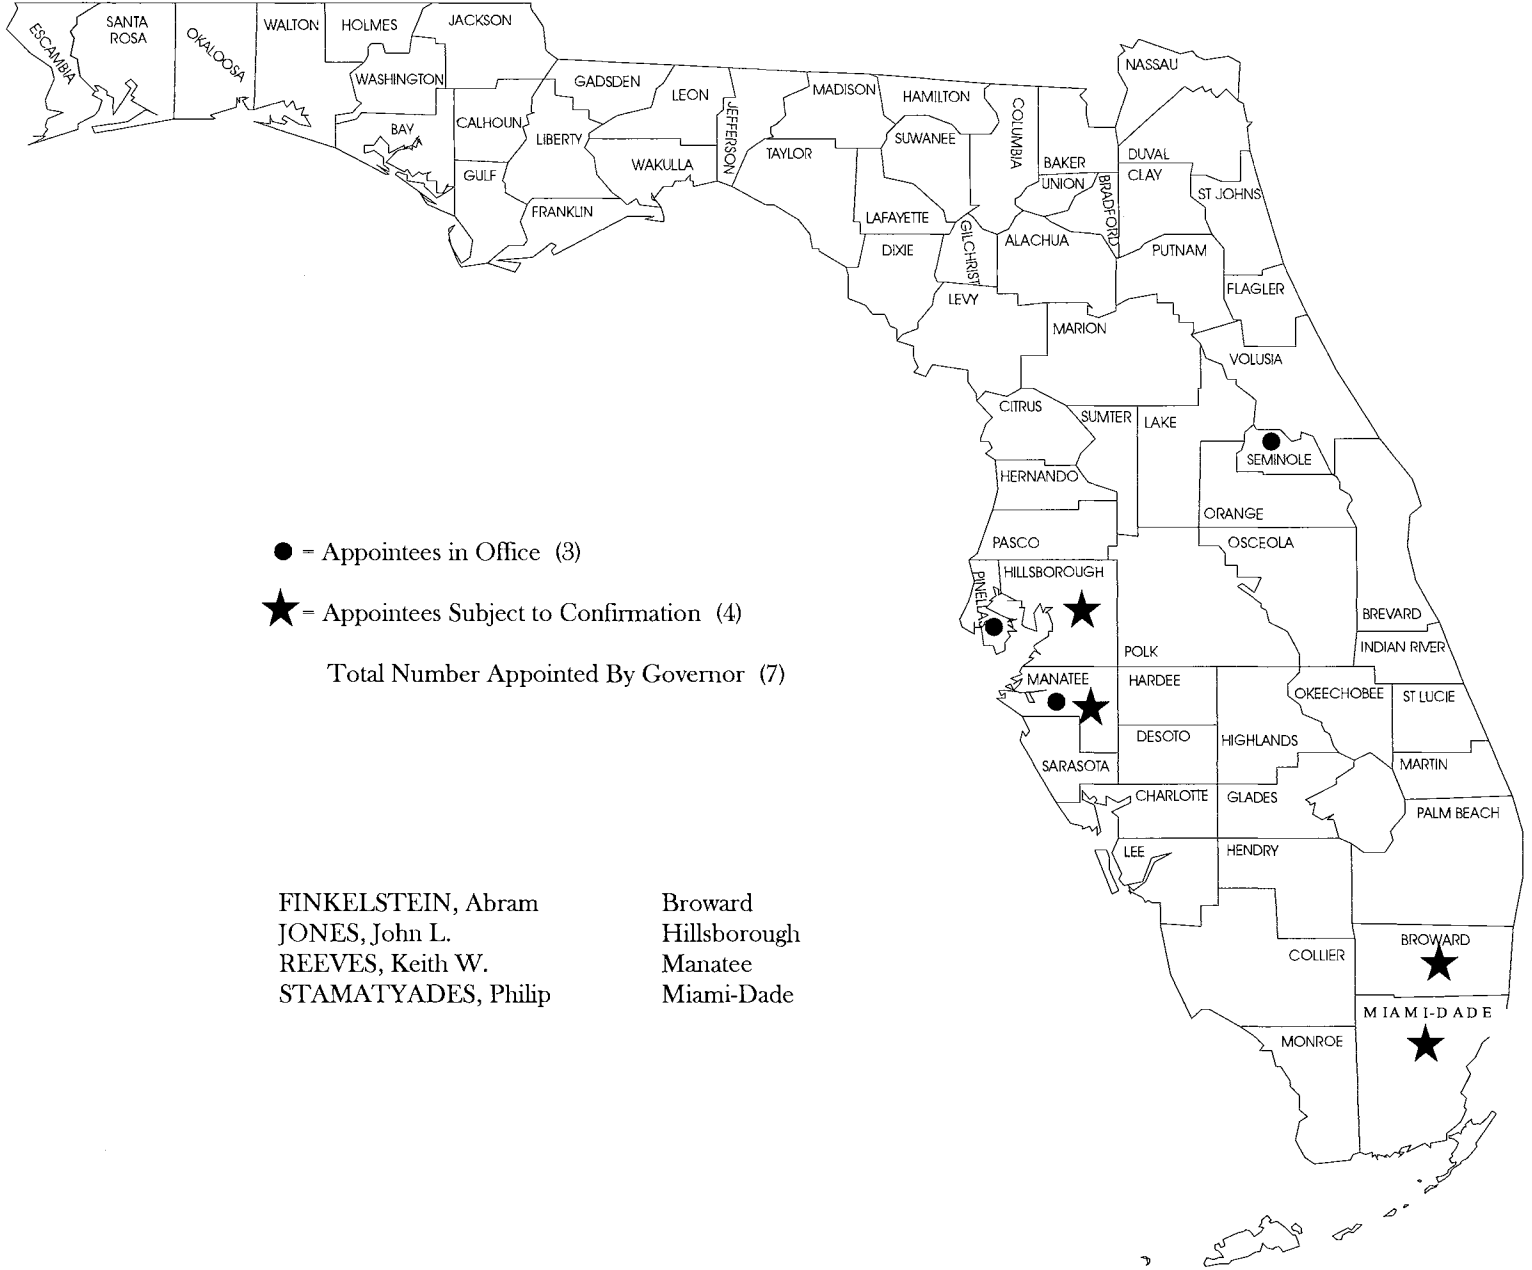 ESCAMBIA
SANTA
ROSA
OKALOOSA
WALTON
HOLMES
JACKSON
WASHINGTON
BAY
CALHOUN
GULF
GADSDEN
LIBERTY
FRANKLIN
LEON
WAKULLA
JEFFERSON
MADISON
TAYLOR
HAMILTON
SUWANEE
LAFAYETTE
DIXIE
COLUMBIA
GILCHRIST
NASSAU
BAKER
UNION
BRADFORD
DUVAL
CLAY
ST JOHNS
ALACHUA
PUTNAM
LEVY
FLAGLER
MARION
VOLUSIA
CITRUS
SUMTER
LAKE
SEMINOLE
HERNANDO
ORANGE
PASCO
OSCEOLA
= Appointees in Office (3)
HILLSBOROUGH
PINELLAS
= Appointees Subject to Confirmation (4)
BREVARD
INDIAN RIVER
POLK
Total Number Appointed By Governor (7)
MANATEE
HARDEE
OKEECHOBEE
ST LUCIE
DESOTO
HIGHLANDS
SARASOTA
MARTIN
CHARLOTTE
GLADES
PALM BEACH
LEE
HENDRY
FINKELSTEIN, Abram Broward
JONES, John L. Hillsborough
REEVES, Keith W. Manatee
STAMATYADES, Philip Miami-Dade
BROWARD
COLLIER
MIAMI-DADE
MONROE